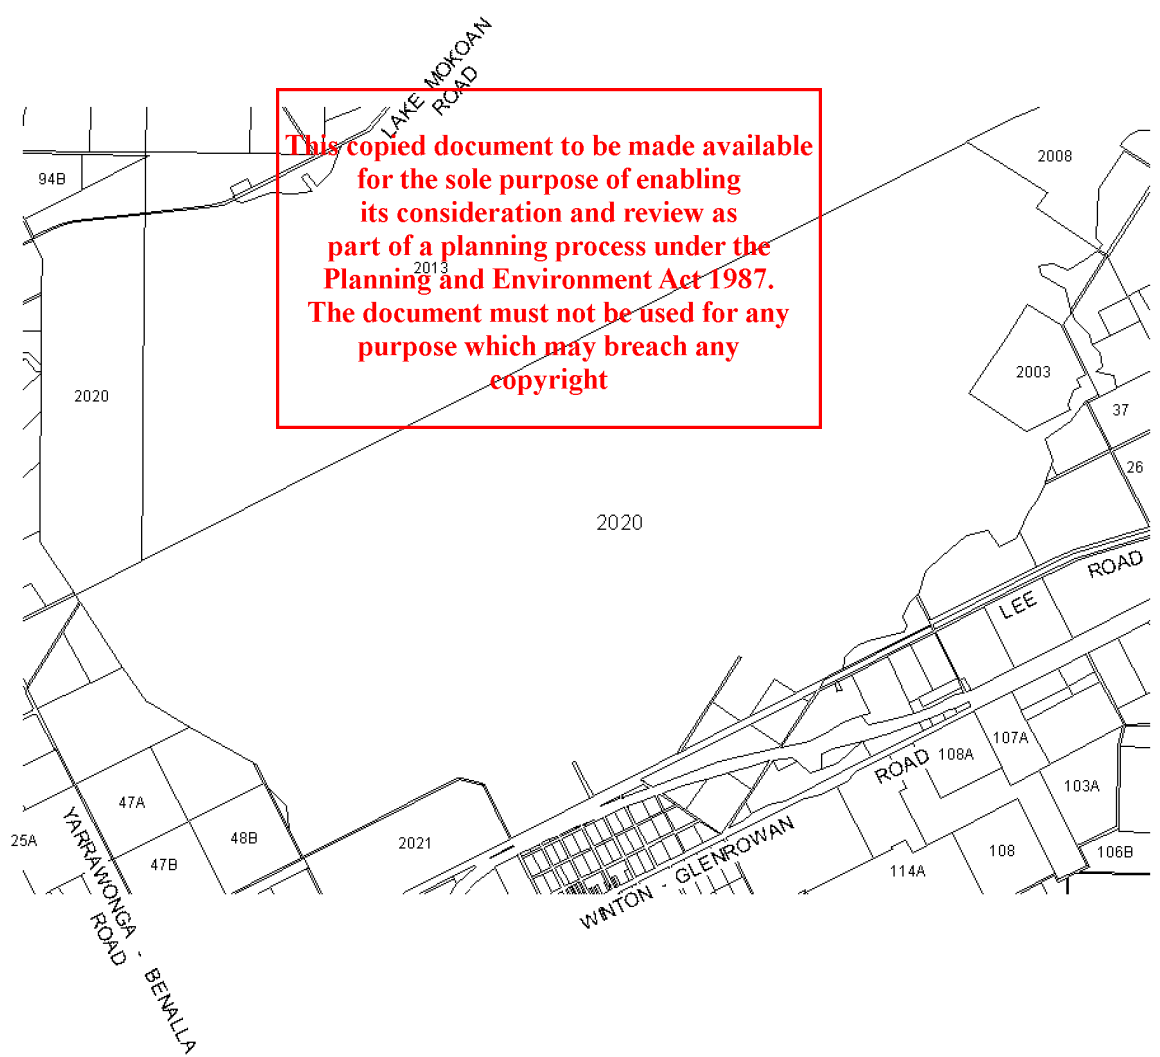 LAKE MOKOAN
ROAD
This copied document to be made available
for the sole purpose of enabling
its consideration and review as
part of a planning process under the
Planning and Environment Act 1987.
The document must not be used for any
purpose which may breach any
copyright
2008
94B
2013
2003
2020
37
26
2020
ROAD
LEE
107A
108A
ROAD
103A
47A
25A
48B
47B
2021
108
106B
114A
WINTON - GLENROWAN
YARRAWONGA - BENALLA
ROAD